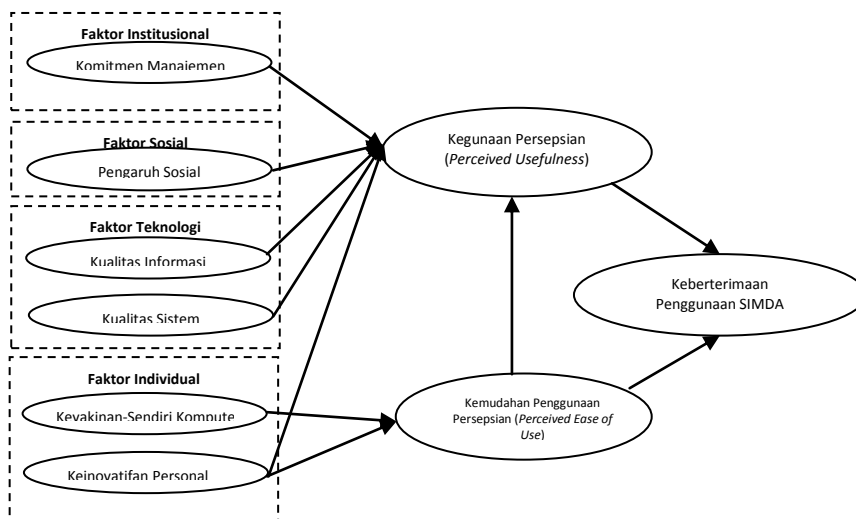 Faktor Institusional
Komitmen Manajemen
Faktor Sosial
Pengaruh Sosial
Faktor Teknologi
Kualitas Informasi
Kualitas Sistem
Faktor Individual
Keyakinan-Sendiri Kompute
Keinovatifan Personal
Kegunaan Persepsian
(Perceived Usefulness)
Kemudahan Penggunaan
Persepsian (Perceived Ease of
Use)
Keberterimaan
Penggunaan SIMDA